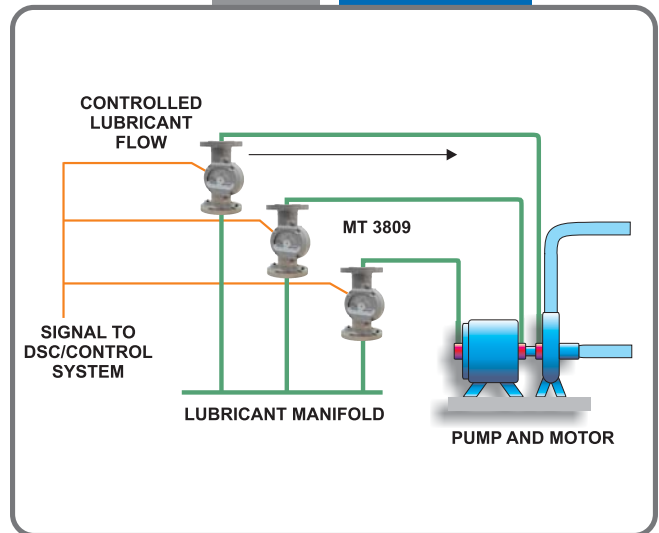 CONTROLLED
LUBRICANT
FLOW
MT 3809
SIGNAL TO
DSC/CONTROL
SYSTEM
LUBRICANT MANIFOLD
PUMP AND MOTOR